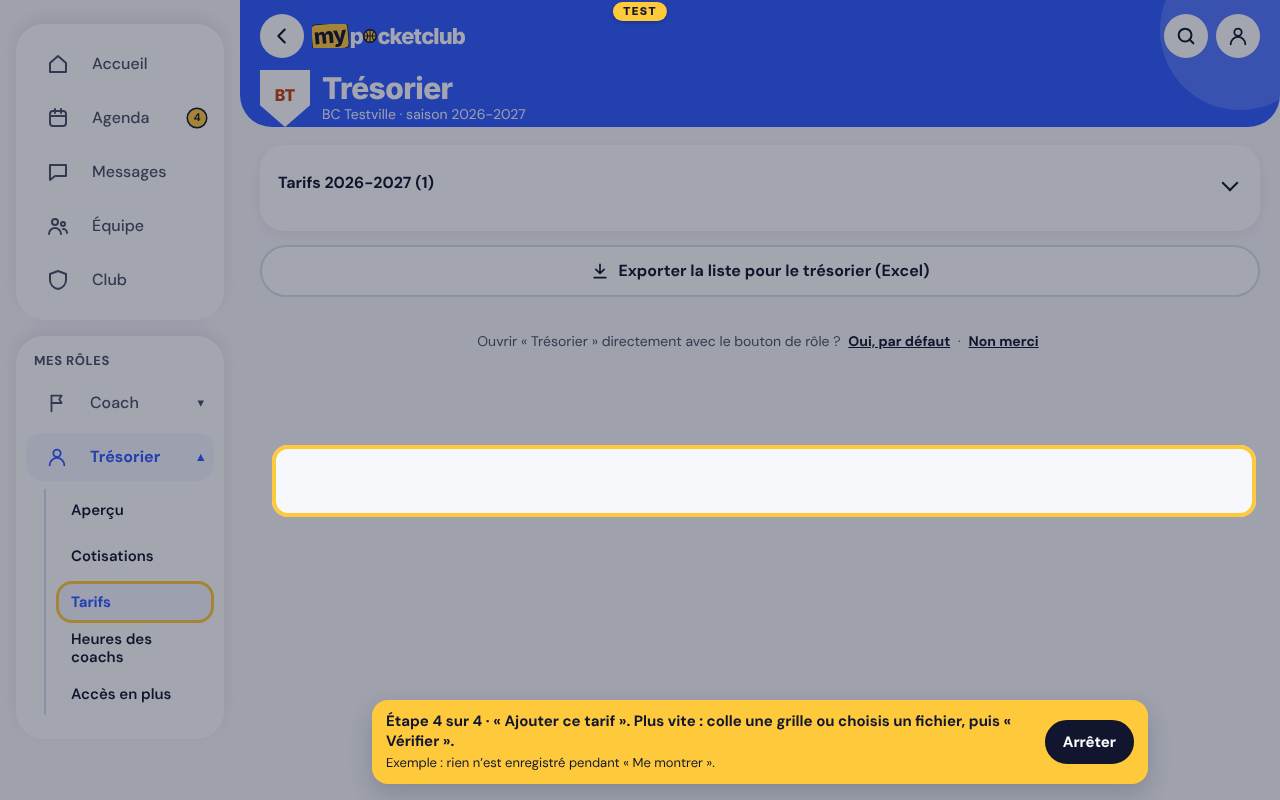 TEST
mypocketclub
BT
Trésorier
BC Testville · saison 2026-2027
Accueil
Agenda 4
Messages
Équipe
Club
MES RÔLES
Coach ▾
Trésorier ▴
Aperçu
Cotisations
Tarifs
Heures des
coachs
Accès en plus
Tarifs 2026-2027 (1)
Exporter la liste pour le trésorier (Excel)
Ouvrir « Trésorier » directement avec le bouton de rôle ? Oui, par défaut · Non merci
Étape 4 sur 4 · « Ajouter ce tarif ». Plus vite : colle une grille ou choisis un fichier, puis «
Vérifier ».
Exemple : rien n’est enregistré pendant « Me montrer ».
Arrêter